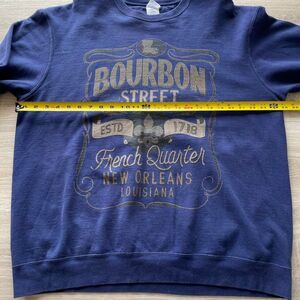 BOURBON
STREET
ESTD 1718
French Quarter
NEW ORLEANS
LOUISIANA